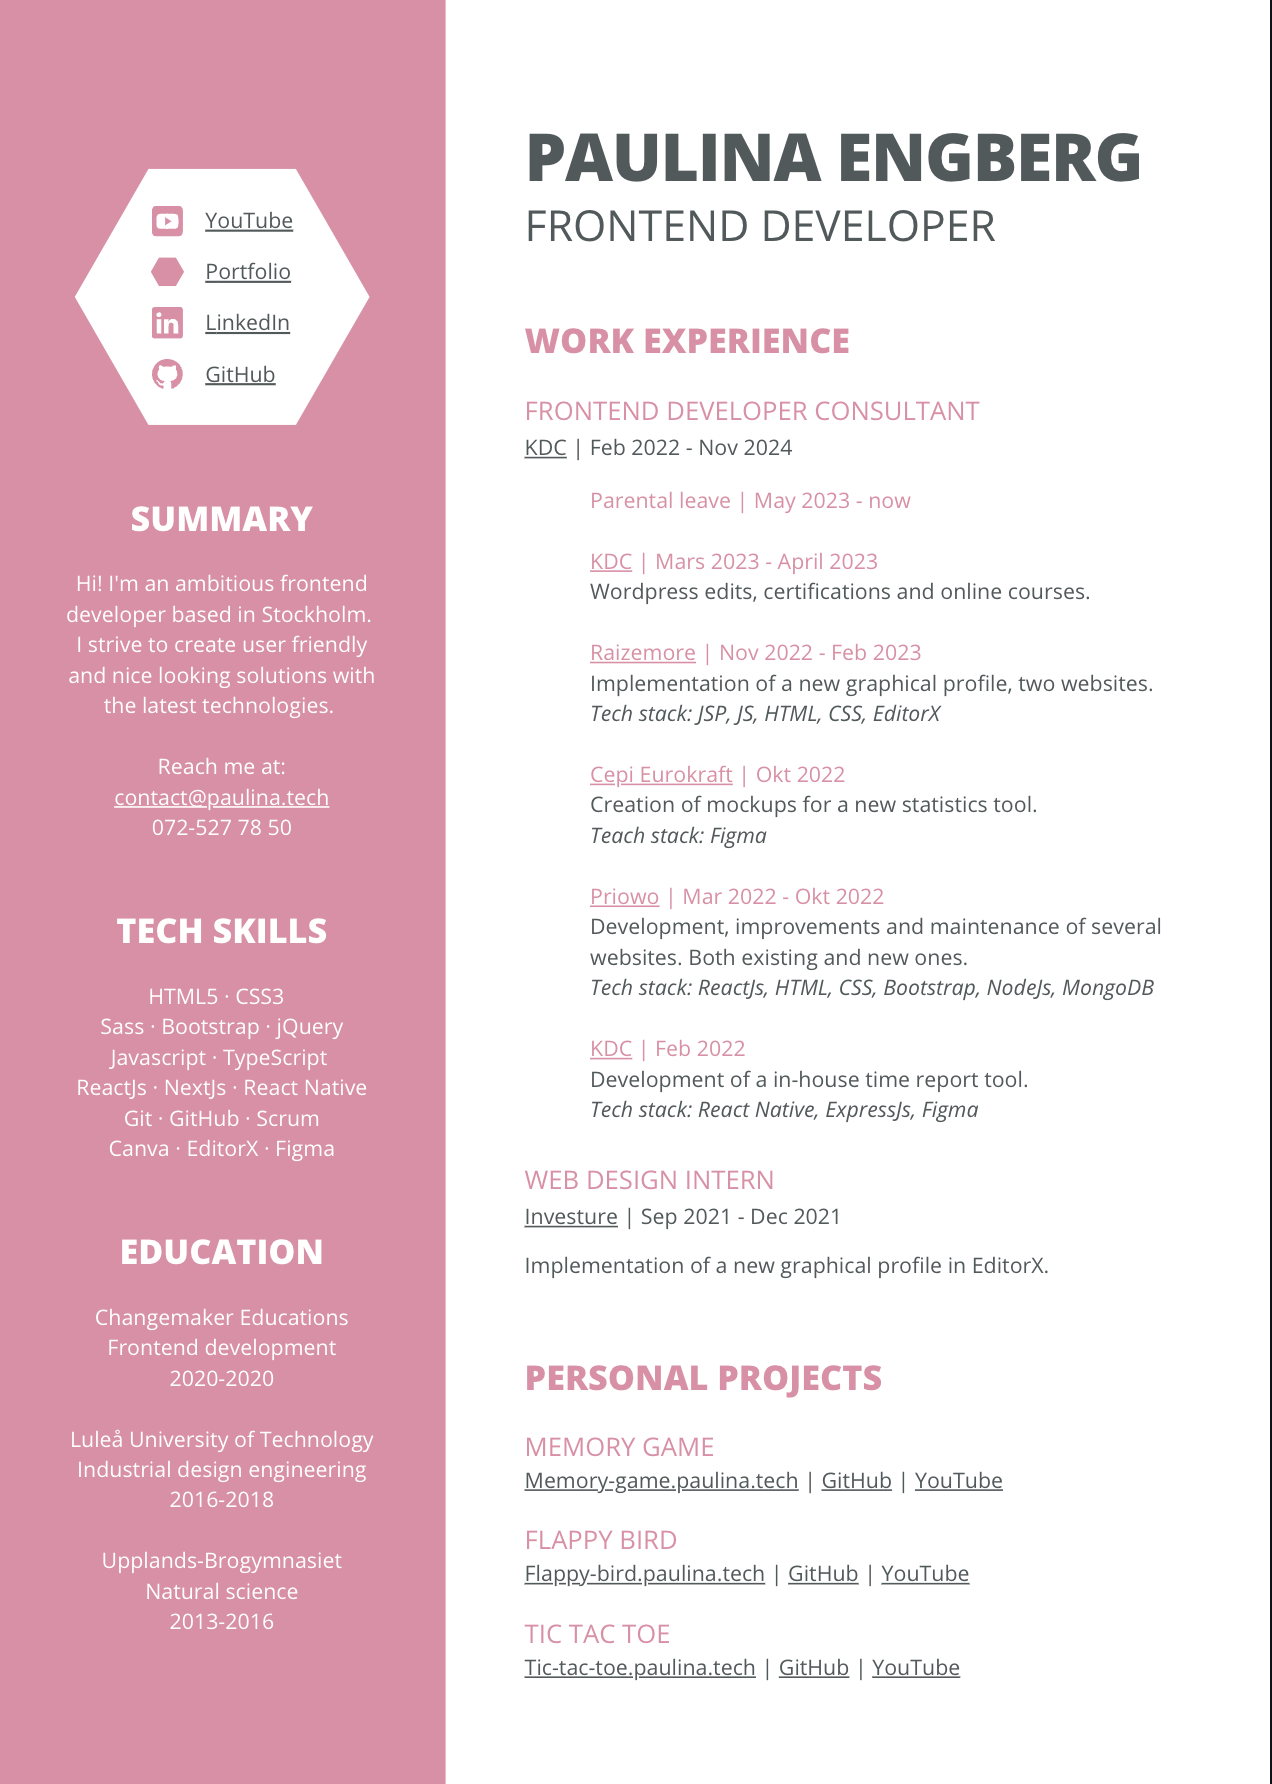 YouTube
Portfolio
LinkedIn
GitHub
SUMMARY
Hi! I'm an ambitious frontend
developer based in Stockholm.
I strive to create user friendly
and nice looking solutions with
the latest technologies.
Reach me at:
contact@paulina.tech
072-527 78 50
TECH SKILLS
HTML5 · CSS3
Sass · Bootstrap · jQuery
Javascript · TypeScript
ReactJs · NextJs · React Native
Git · GitHub · Scrum
Canva · EditorX · Figma
EDUCATION
Changemaker Educations
Frontend development
2020-2020
Luleå University of Technology
Industrial design engineering
2016-2018
Upplands-Brogymnasiet
Natural science
2013-2016
PAULINA ENGBERG
FRONTEND DEVELOPER
WORK EXPERIENCE
FRONTEND DEVELOPER CONSULTANT
KDC | Feb 2022 - Nov 2024
Parental leave | May 2023 - now
KDC | Mars 2023 - April 2023
Wordpress edits, certifications and online courses.
Raizemore | Nov 2022 - Feb 2023
Implementation of a new graphical profile, two websites.
Tech stack: JSP, JS, HTML, CSS, EditorX
Cepi Eurokraft | Okt 2022
Creation of mockups for a new statistics tool.
Teach stack: Figma
Priowo | Mar 2022 - Okt 2022
Development, improvements and maintenance of several
websites. Both existing and new ones.
Tech stack: ReactJs, HTML, CSS, Bootstrap, NodeJs, MongoDB
KDC | Feb 2022
Development of a in-house time report tool.
Tech stack: React Native, ExpressJs, Figma
WEB DESIGN INTERN
Investure | Sep 2021 - Dec 2021
Implementation of a new graphical profile in EditorX.
PERSONAL PROJECTS
MEMORY GAME
Memory-game.paulina.tech | GitHub | YouTube
FLAPPY BIRD
Flappy-bird.paulina.tech | GitHub | YouTube
TIC TAC TOE
Tic-tac-toe.paulina.tech | GitHub | YouTube